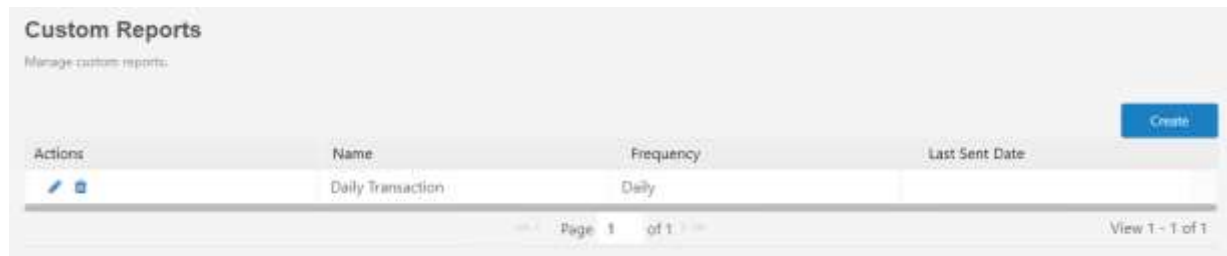 Custom Reports
Manage custom reports.
Create
Actions Name Frequency Last Sent Date
Daily Transaction Daily
Page 1 of 1 View 1 - 1 of 1